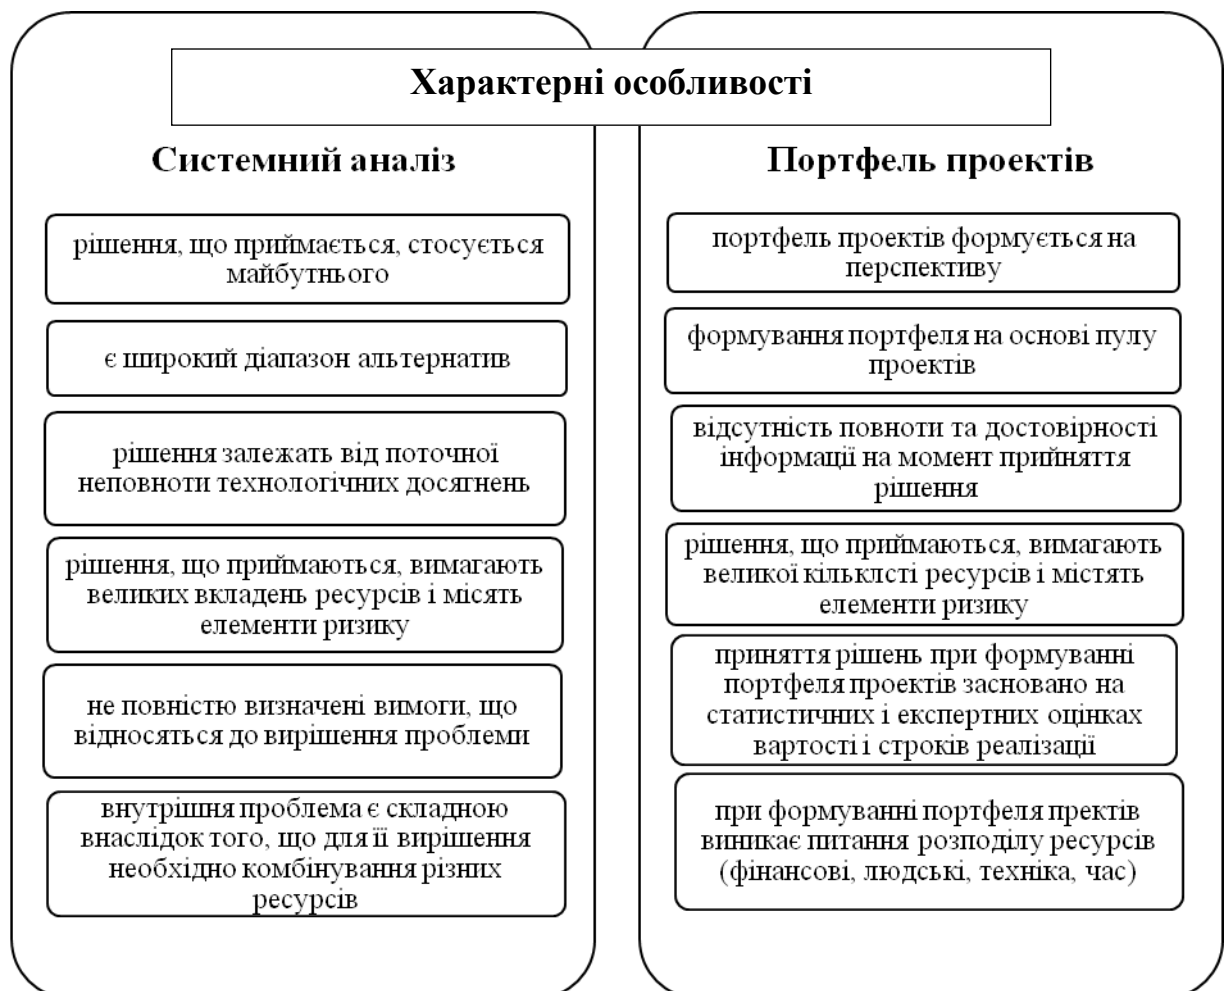 Характерні особливості
Системний аналіз
рішення, що приймається, стосується
майбутнього
є широкий діапазон альтернатив
рішення залежать від поточної
неповноти технологічних досягнень
рішення, що приймаються, вимагають
великих вкладень ресурсів і місять
елементи ризику
не повністю визначені вимоги, що
відносяться до вирішення проблеми
внутрішня проблема є складною
внаслідок того, що для її вирішення
необхідно комбінування різних
ресурсів
Портфель проектів
портфель проектів формується на
перспективу
формування портфеля на основі пулу
проектів
відсутність повноти та достовірності
інформації на момент прийняття
рішення
рішення, що приймаються, вимагають
великої кільклсті ресурсів і містять
елементи ризику
приняття рішень при формуванні
портфеля проектів засновано на
статистичних і експертних оцінках
вартості і строків реалізації
при формуванні портфеля пректів
виникає питання розподілу ресурсів
(фінансові, людські, техніка, час)